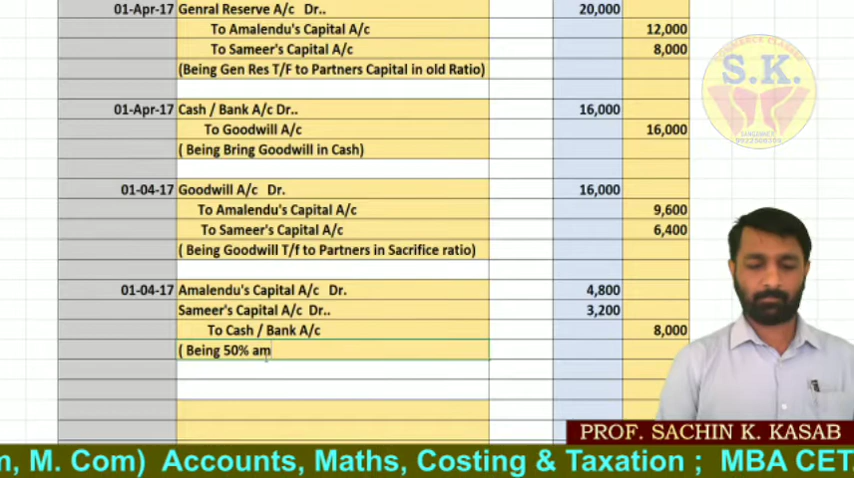 01-Apr-17 Genral Reserve A/c Dr.. 20,000
To Amalendu's Capital A/c 12,000
To Sameer's Capital A/c 8,000
(Being Gen Res T/F to Partners Capital in old Ratio)
01-Apr-17 Cash / Bank A/c Dr.. 16,000
To Goodwill A/c 16,000
( Being Bring Goodwill in Cash)
01-04-17 Goodwill A/c Dr. 16,000
To Amalendu's Capital A/c 9,600
To Sameer's Capital A/c 6,400
( Being Goodwill T/f to Partners in Sacrifice ratio)
01-04-17 Amalendu's Capital A/c Dr. 4,800
Sameer's Capital A/c Dr.. 3,200
To Cash / Bank A/c 8,000
( Being 50% am
S.K.
PROF. SACHIN K. KASAB
m, M. Com) Accounts, Maths, Costing & Taxation ; MBA CET